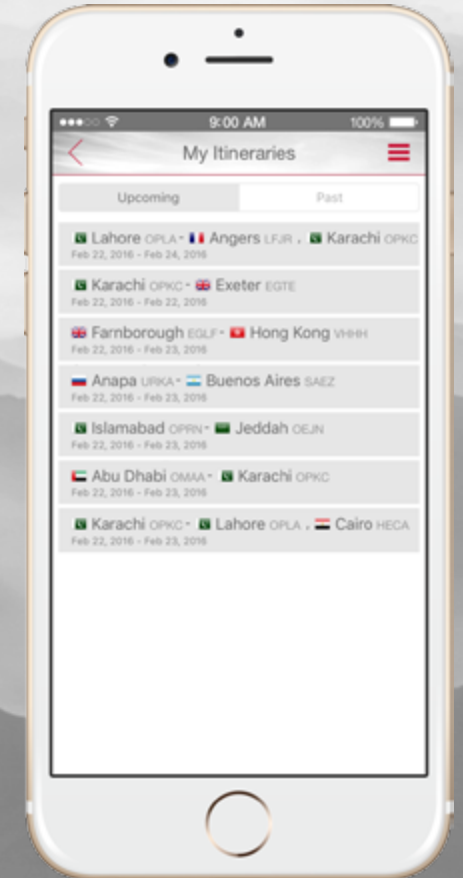 9:00 AM 100%
My Itineraries
Upcoming Past
Lahore OPLA - Angers LFJR , Karachi OPKC
Feb 22, 2016 - Feb 24, 2016
Karachi OPKC - Exeter EGTE
Feb 22, 2016 - Feb 22, 2016
Farnborough EGLF - Hong Kong VHHH
Feb 22, 2016 - Feb 23, 2016
Anapa URKA - Buenos Aires SAEZ
Feb 22, 2016 - Feb 23, 2016
Islamabad OPRN - Jeddah OEJN
Feb 22, 2016 - Feb 23, 2016
Abu Dhabi OMAA - Karachi OPKC
Feb 22, 2016 - Feb 23, 2016
Karachi OPKC - Lahore OPLA , Cairo HECA
Feb 22, 2016 - Feb 23, 2016